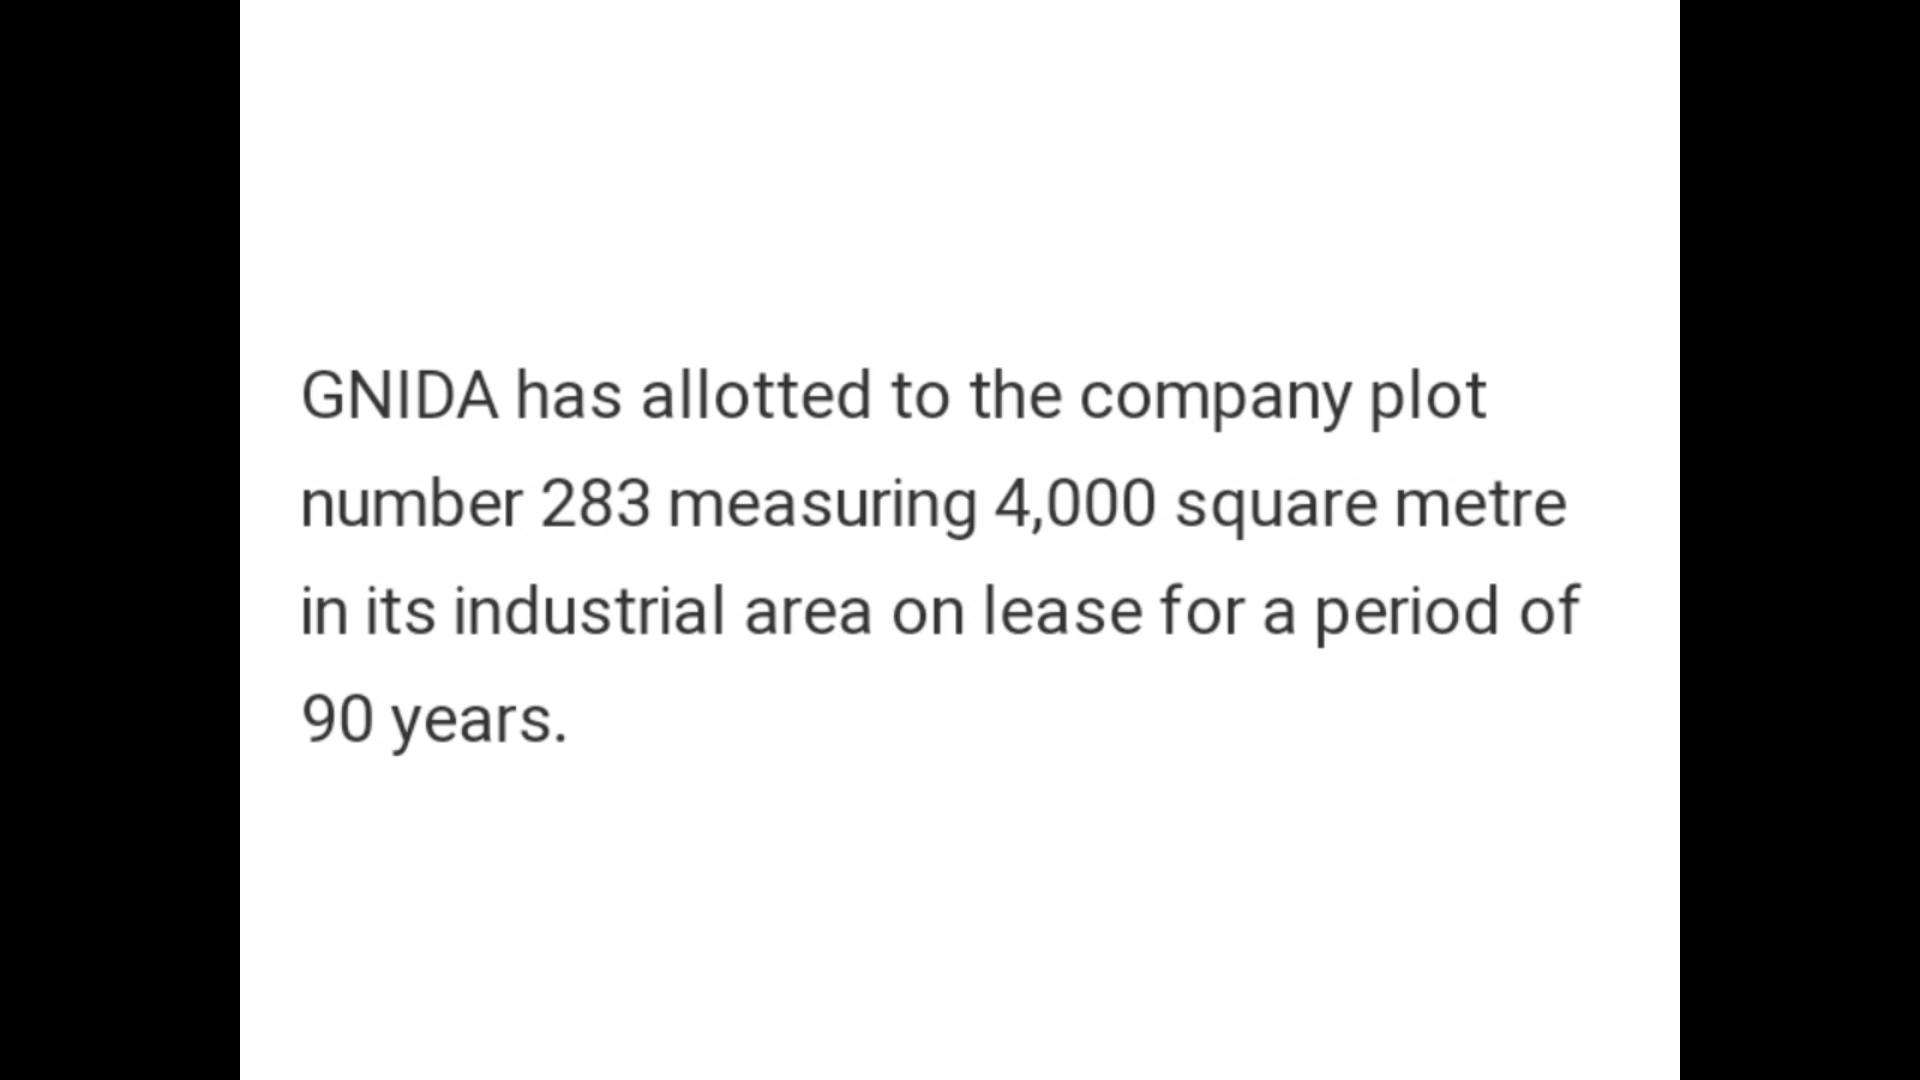 GNIDA has allotted to the company plot
number 283 measuring 4,000 square metre
in its industrial area on lease for a period of
90 years.